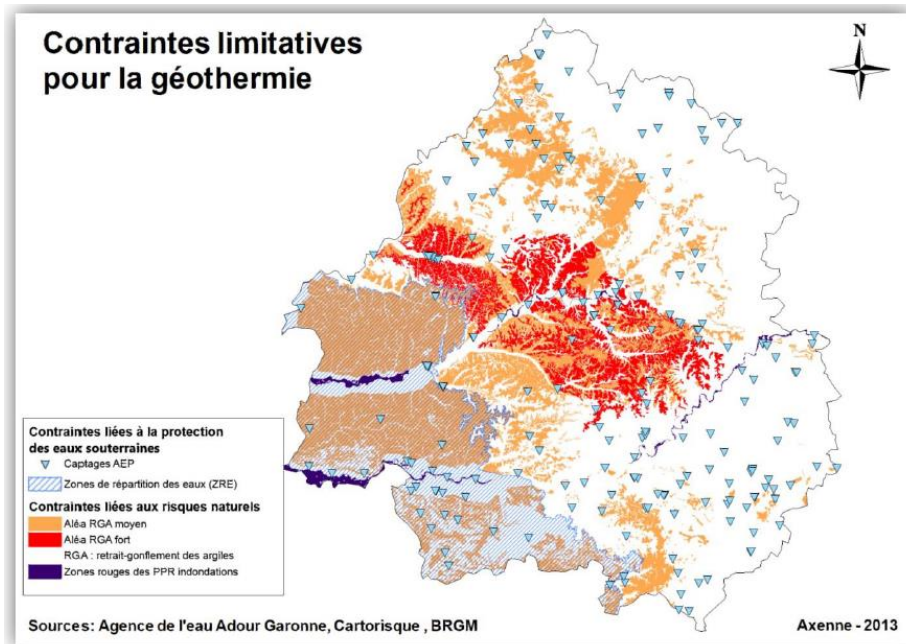 Contraintes limitatives
pour la géothermie
N
Contraintes liées à la protection
des eaux souterraines
Captages AEP
Zones de répartition des eaux (ZRE)
Contraintes liées aux risques naturels
Aléa RGA moyen
Aléa RGA fort
RGA : retrait-gonflement des argiles
Zones rouges des PPR indondations
Sources: Agence de l'eau Adour Garonne, Cartorisque , BRGM
Axenne - 2013